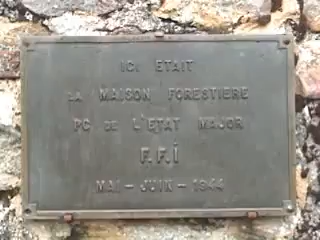 ICI ETAIT
LA MAISON FORESTIERE
PC DE L'ETAT MAJOR
F.F.I
MAI - JUIN - 1944